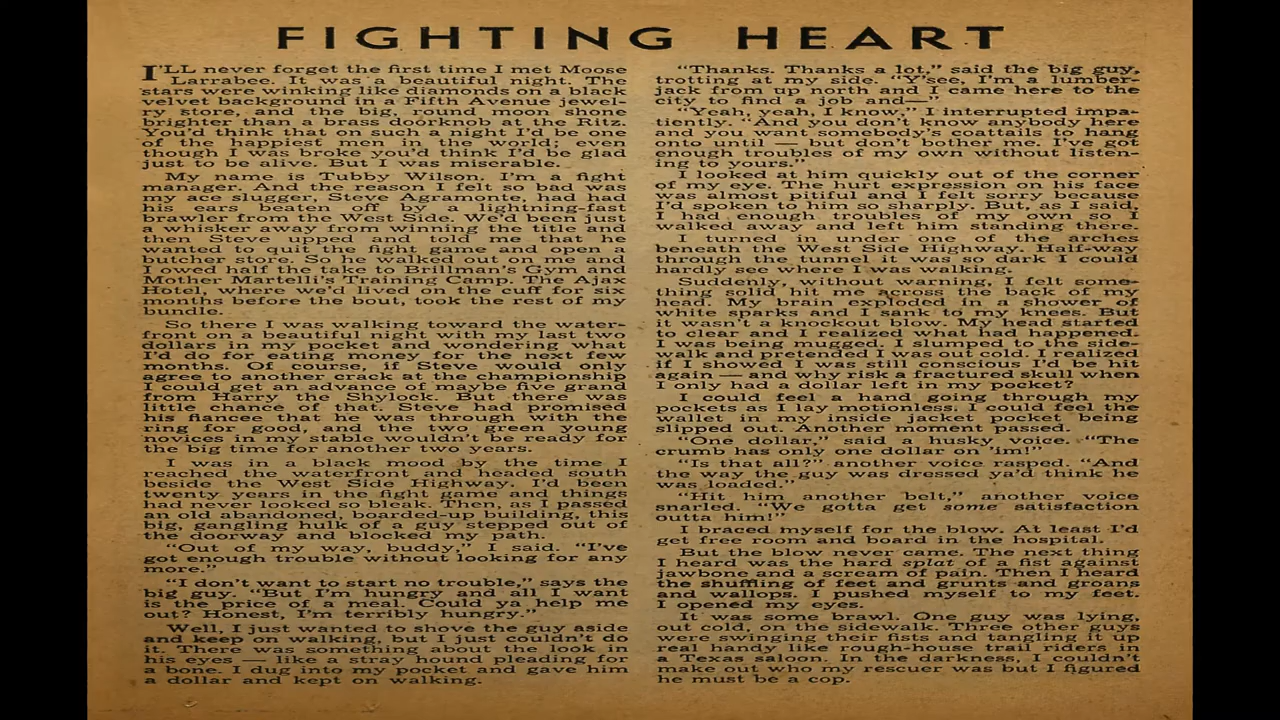 FIGHTING HEART
I'LL never forget the first time I met Moose
Larrabee. It was a beautiful night. The
stars were winking like diamonds on a black
velvet background in a Fifth Avenue jewel-
ry store, and the big, round moon shone
brighter than a brass doorknob at the Ritz.
You'd think that on such a night I'd be one
of the happiest men in the world; even
though I was broke you'd think I'd be glad
just to be alive. But I was miserable.
My name is Tubby Wilson. I'm a fight
manager. And the reason I felt so bad was
my ace slugger, Steve Agramonte, had had
his ears beaten off by a lightning-fast
brawler from the West Side. We'd been just
a whisker away from winning the title and
then Steve upped and told me that he
wanted to quit the fight game and open a
butcher store. So he walked out on me and
I owed half the take to Brillman's Gym and
Mother Martelli's Training Camp. The Ajax
Hotel, where we'd lived on the cuff for six
months before the bout, took the rest of my
bundle.
So there I was walking toward the water-
front on a beautiful night with my last two
dollars in my pocket and wondering what
I'd do for eating money for the next few
months. Of course, if Steve would only
agree to another crack at the championship
I could get an advance of maybe five grand
from Harry the Shylock. But there was
little chance of that. Steve had promised
his fiancee that he was through with the
ring for good, and the two green young
novices in my stable wouldn't be ready for
the big time for another two years.
I was in a black mood by the time I
reached the waterfront and headed south
beside the West Side Highway. I'd been
twenty years in the fight game and things
had never looked so bleak. Then, as I passed
an old abandoned, boarded-up building, this
big, gangling hulk of a guy stepped out of
the doorway and blocked my path.
"Out of my way, buddy," I said. "I've
got enough trouble without looking for any
more."
"I don't want to start no trouble," says the
big guy. "But I'm hungry and all I want
is the price of a meal. Could ya help me
out? Honest, I'm terribly hungry."
Well, I just wanted to shove the guy aside
and keep on walking, but I just couldn't do
it. There was something about the look in
his eyes — like a stray hound pleading for
a bone. I dug into my pocket and gave him
a dollar and kept on walking.
"Thanks. Thanks a lot," said the big guy,
trotting at my side. "Y'see, I'm a lumber-
jack from up north and I came here to the
city to find a job and—"
"Yeah, yeah, I know," I interrupted impa-
tiently. "And you don't know anybody here
and you want somebody's coattails to hang
onto until — but don't bother me. I've got
enough troubles of my own without listen-
ing to yours."
I looked at him quickly out of the corner
of my eye. The hurt expression on his face
was almost pitiful and I felt sorry because
I'd spoken to him so sharply. But, as I said,
I had enough troubles of my own so I
walked away and left him standing there.
I turned in under one of the arches
beneath the West Side Highway. Half-way
through the tunnel it was so dark I could
hardly see where I was walking.
Suddenly, without warning, I felt some-
thing solid hit me across the back of my
head. My brain exploded in a shower of
white sparks and I sank to my knees. But
it wasn't a knockout blow. My head started
to clear and I realized what had happened.
I was being mugged. I slumped to the side-
walk and pretended I was out cold. I realized
if I showed I was still conscious I'd be hit
again — and why risk a fractured skull when
I only had a dollar left in my pocket?
I could feel a hand going through my
pockets as I lay motionless. I could feel the
wallet in my inside jacket pocket being
slipped out. Another moment passed.
"One dollar," said a husky voice. "The
crumb has only one dollar on 'im!"
"Is that all?" another voice rasped. "And
the way the guy was dressed ya'd think he
was loaded."
"Hit him another belt," another voice
snarled. "We gotta get some satisfaction
outta him!"
I braced myself for the blow. At least I'd
get free room and board in the hospital.
But the blow never came. The next thing
I heard was the hard splat of a fist against
jawbone and a scream of pain. Then I heard
the shuffling of feet and grunts and groans
and wallops. I pushed myself to my feet.
I opened my eyes.
It was some brawl. One guy was lying,
out cold, on the sidewalk. Three other guys
were swinging their fists and tangling it up
real handy like rough-house trail riders in
a Texas saloon. In the darkness, I couldn't
make out who my rescuer was but I figured
he must be a cop.